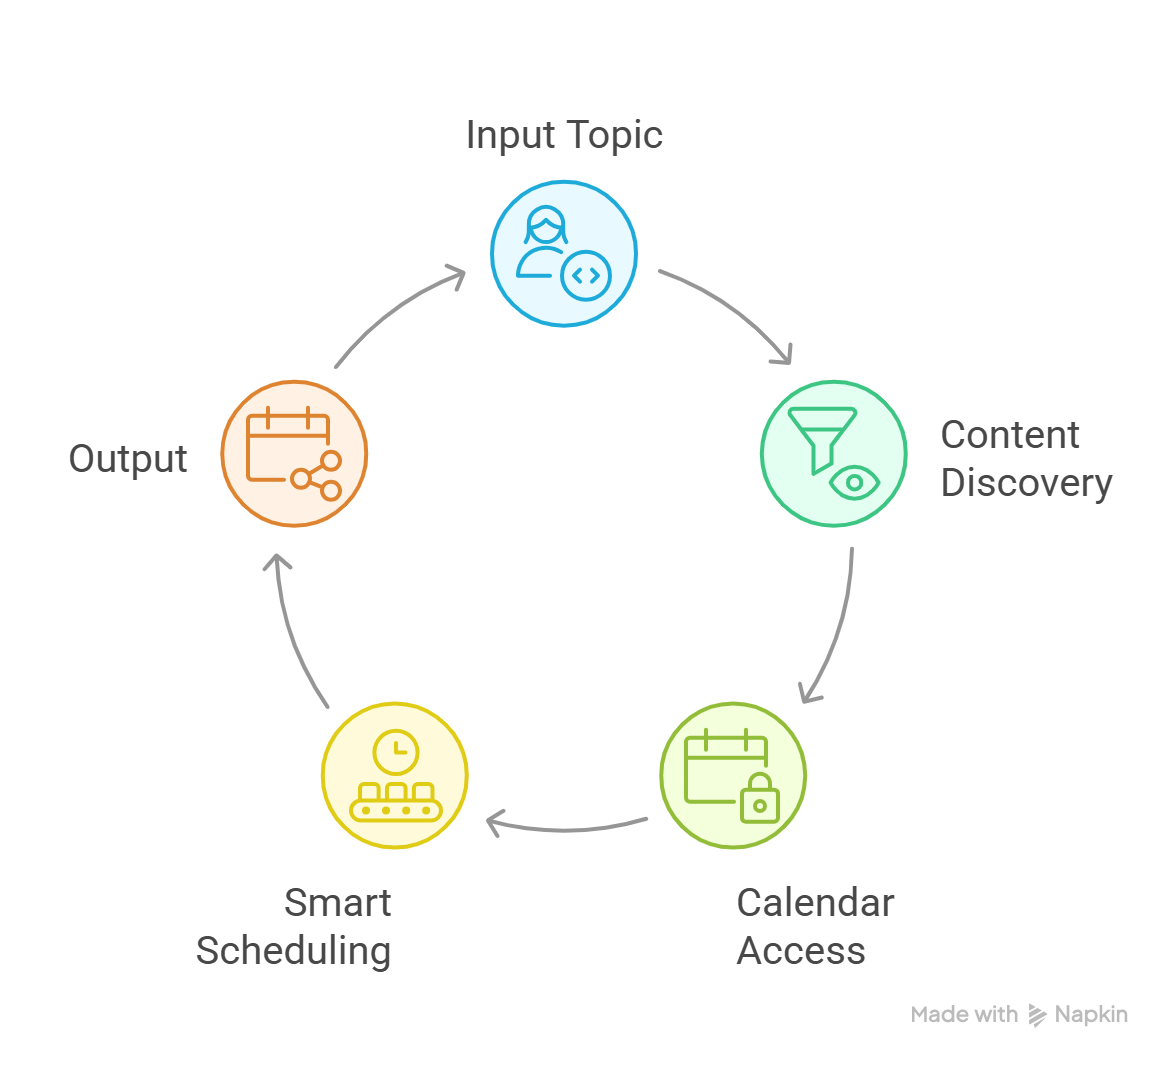 Input Topic
Content
Discovery
Calendar
Access
Smart
Scheduling
Output
Made with Napkin